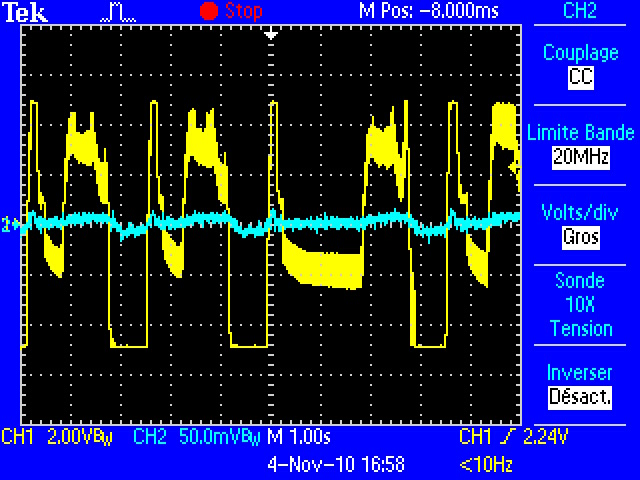 Tek Stop M Pos: -8.000ms CH2
Couplage
CC
Limite Bande
20MHz
Volts/div
Gros
Sonde
10X
Tension
Inverser
Désact.
CH1 2.00VBw CH2 50.0mVBw M 1.00s CH1 2.24V
4-Nov-10 16:58 <10Hz